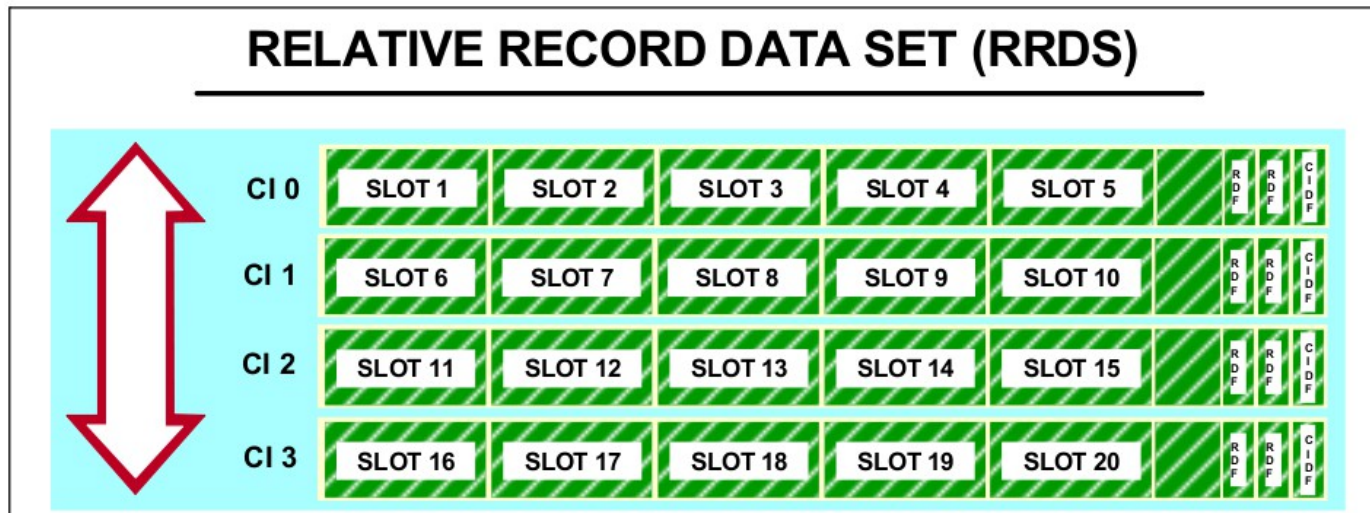 RELATIVE RECORD DATA SET (RRDS)
CI 0 SLOT 1 SLOT 2 SLOT 3 SLOT 4 SLOT 5 RDF RDF CIDF
CI 1 SLOT 6 SLOT 7 SLOT 8 SLOT 9 SLOT 10 RDF RDF CIDF
CI 2 SLOT 11 SLOT 12 SLOT 13 SLOT 14 SLOT 15 RDF RDF CIDF
CI 3 SLOT 16 SLOT 17 SLOT 18 SLOT 19 SLOT 20 RDF RDF CIDF